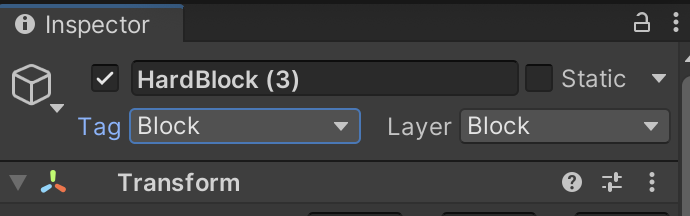 Inspector
HardBlock (3)
Static
Tag Block Layer Block
Transform